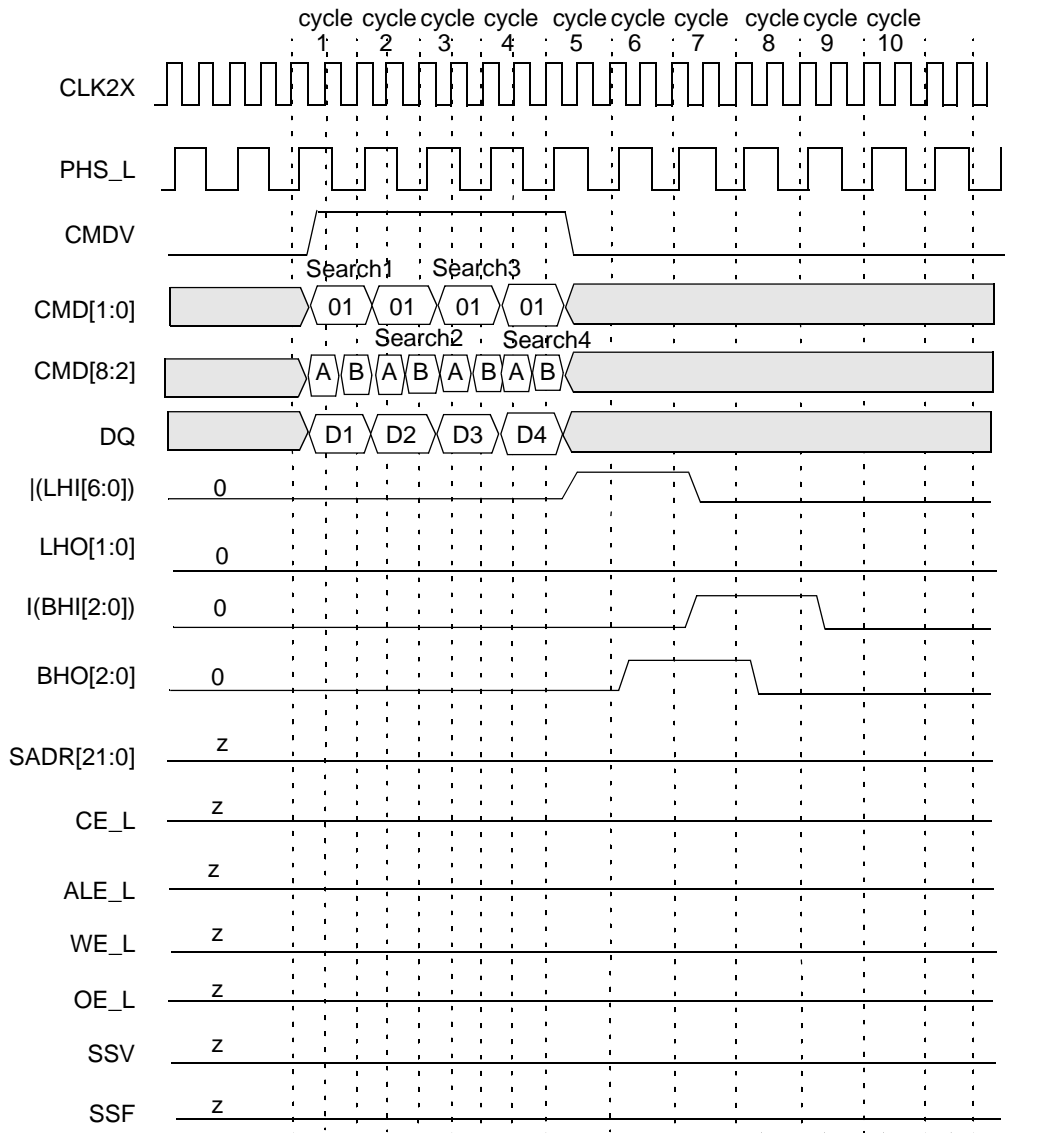 cycle cycle cycle cycle cycle cycle cycle cycle cycle cycle
1 2 3 4 5 6 7 8 9 10
CLK2X
PHS_L
CMDV
Search1 Search3
CMD[1:0] 01 01 01 01
Search2 Search4
CMD[8:2] A B A B A B A B
DQ D1 D2 D3 D4
|(LHI[6:0]) 0
LHO[1:0] 0
I(BHI[2:0]) 0
BHO[2:0] 0
SADR[21:0] z
CE_L z
ALE_L z
WE_L z
OE_L z
SSV z
SSF z